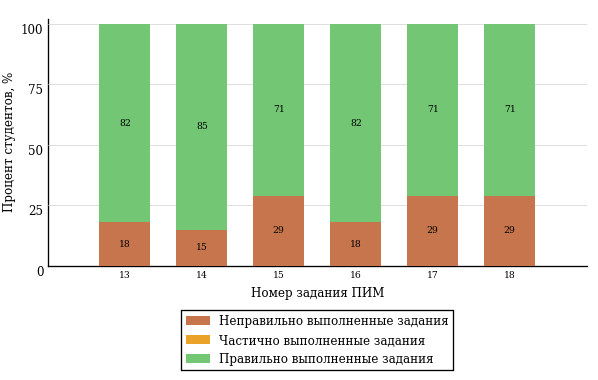 Процент студентов, %
100
75
50
25
0
82 85 71 82 71 71
18 15 29 18 29 29
13 14 15 16 17 18
Номер задания ПИМ
Неправильно выполненные задания
Частично выполненные задания
Правильно выполненные задания